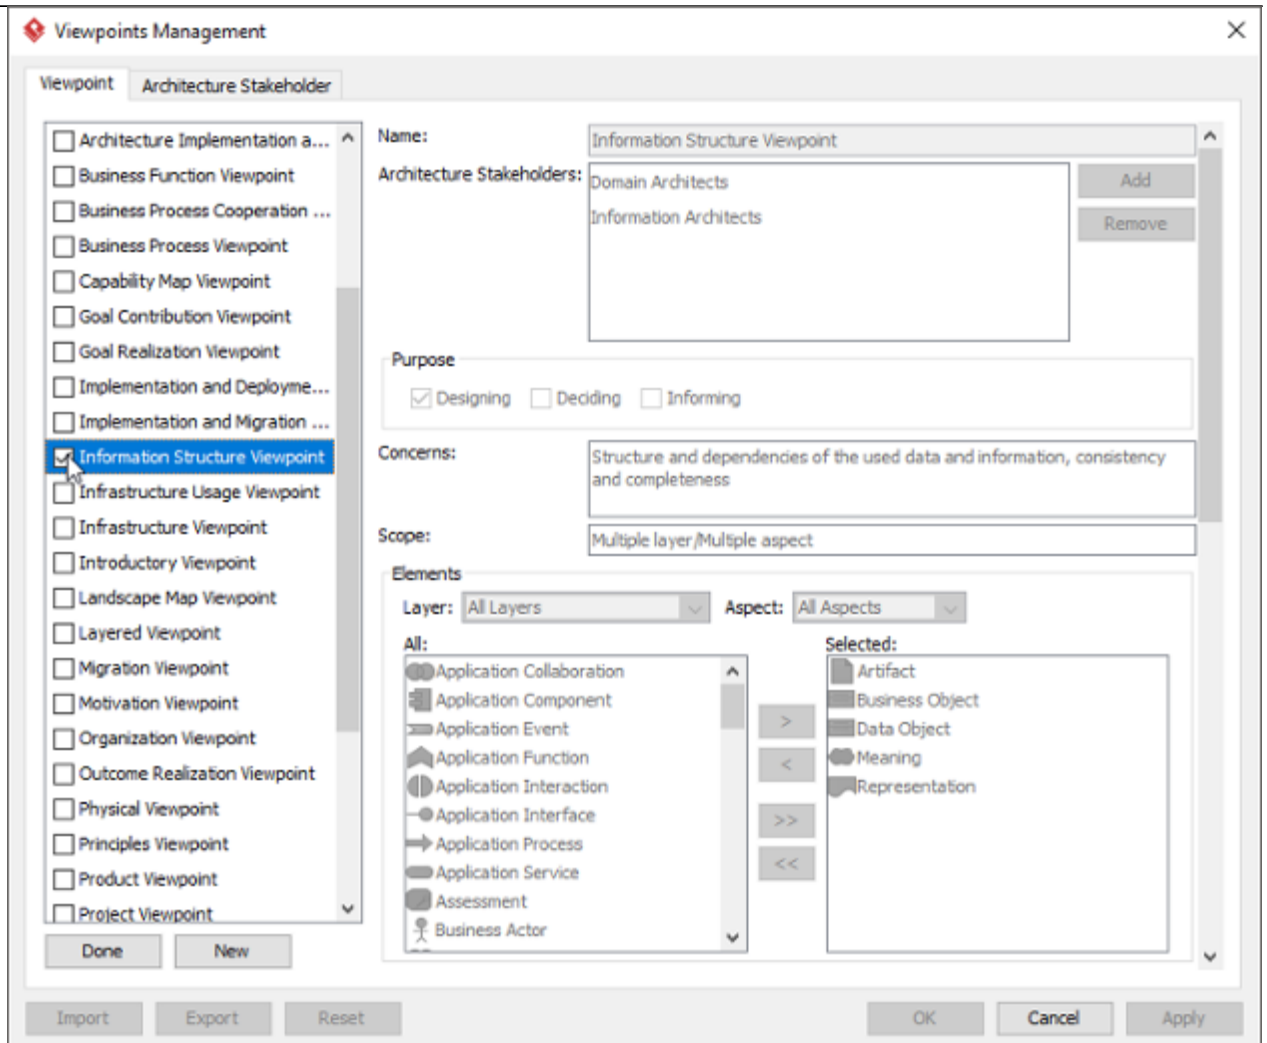 Viewpoints Management
Viewpoint
Architecture Stakeholder
Architecture Implementation a...
Business Function Viewpoint
Business Process Cooperation ...
Business Process Viewpoint
Capability Map Viewpoint
Goal Contribution Viewpoint
Goal Realization Viewpoint
Implementation and Deployme...
Implementation and Migration ...
Information Structure Viewpoint
Infrastructure Usage Viewpoint
Infrastructure Viewpoint
Introductory Viewpoint
Landscape Map Viewpoint
Layered Viewpoint
Migration Viewpoint
Motivation Viewpoint
Organization Viewpoint
Outcome Realization Viewpoint
Physical Viewpoint
Principles Viewpoint
Product Viewpoint
Project Viewpoint
Done
New
Name:
Information Structure Viewpoint
Architecture Stakeholders:
Domain Architects
Information Architects
Add
Remove
Purpose
Designing
Deciding
Informing
Concerns:
Structure and dependencies of the used data and information, consistency
and completeness
Scope:
Multiple layer/Multiple aspect
Elements
Layer:
All Layers
Aspect:
All Aspects
All:
Application Collaboration
Application Component
Application Event
Application Function
Application Interaction
Application Interface
Application Process
Application Service
Assessment
Business Actor
>
<
>>
<<
Selected:
Artifact
Business Object
Data Object
Meaning
Representation
Import
Export
Reset
OK
Cancel
Apply